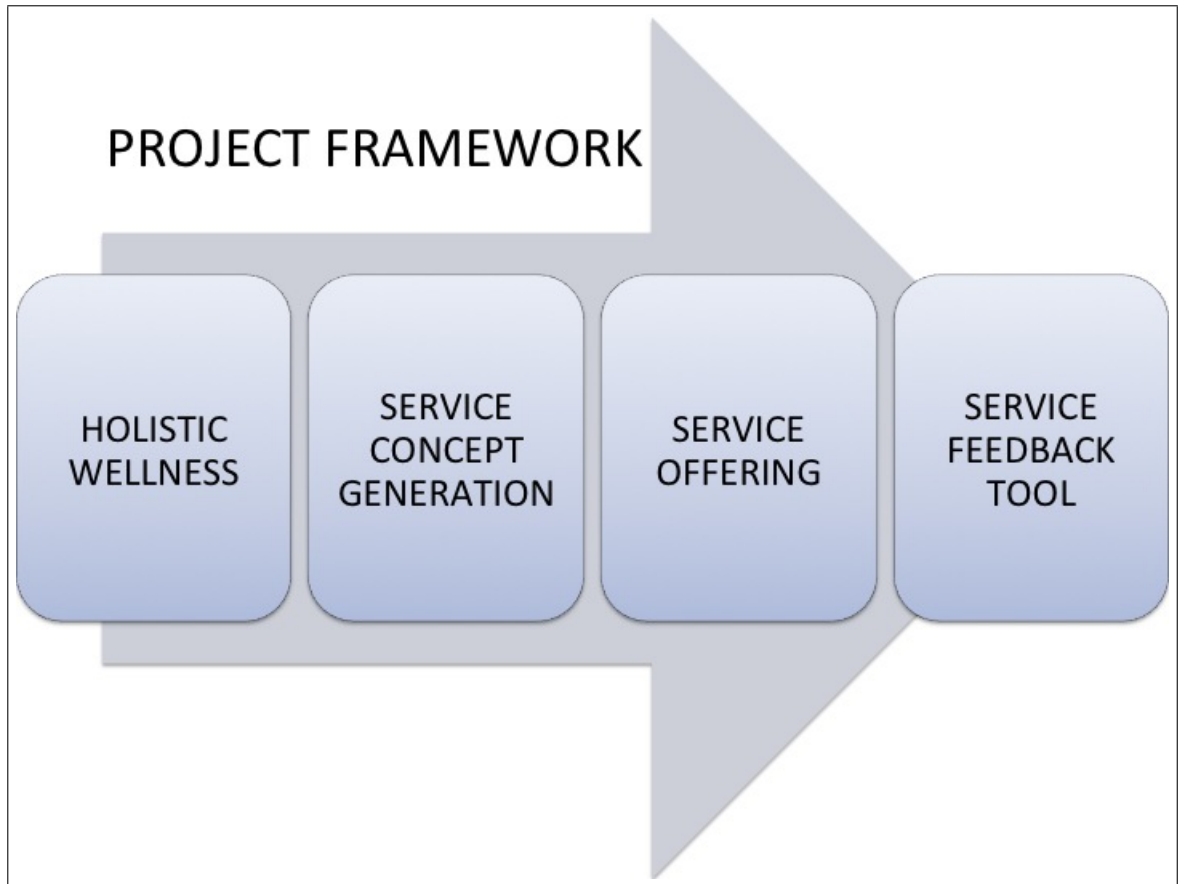 PROJECT FRAMEWORK
HOLISTIC
WELLNESS
SERVICE
CONCEPT
GENERATION
SERVICE
OFFERING
SERVICE
FEEDBACK
TOOL